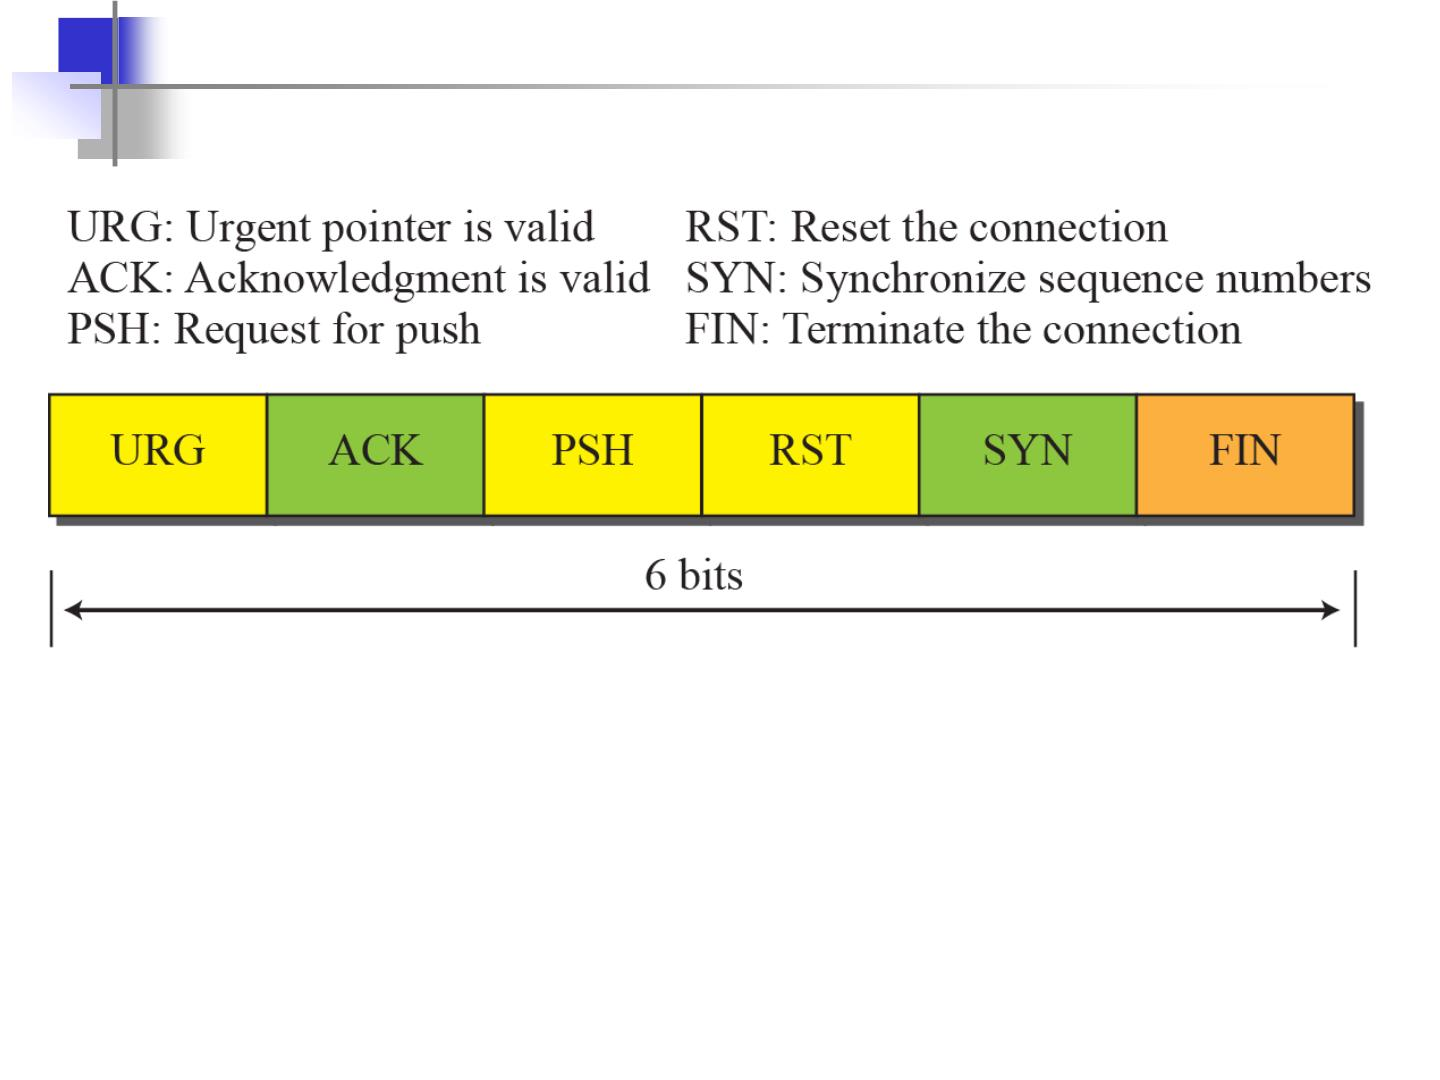 URG: Urgent pointer is valid
ACK: Acknowledgment is valid
PSH: Request for push
RST: Reset the connection
SYN: Synchronize sequence numbers
FIN: Terminate the connection
URG ACK PSH RST SYN FIN
6 bits